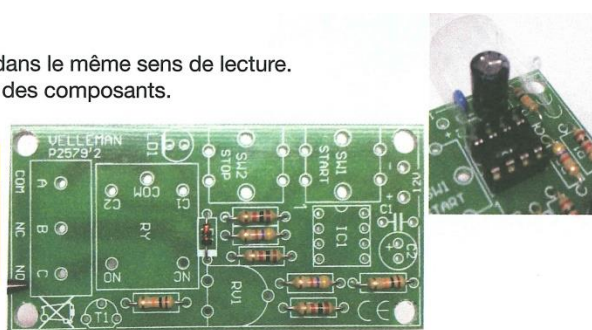 dans le même sens de lecture.
des composants.
VELLEMAN
P2579'2
LD1
SW2
STOP
SW1
START
12V
COM
A
NC
B
NO
C
COM
C2
C1
RY
NO
NC
IC1
C1
C2
RV1
T1
CE
SW1
START